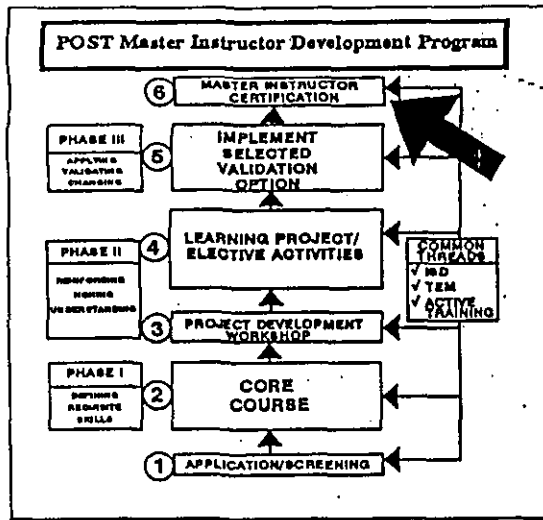 POST Master Instructor Development Program
6
MASTER INSTRUCTOR
CERTIFICATION
PHASE III
APPLYING
VALIDATING
CHANGING
5
IMPLEMENT
SELECTED
VALIDATION
OPTION
PHASE II
REINFORCING
HONING
UNDERSTANDING
4
LEARNING PROJECT/
ELECTIVE ACTIVITIES
COMMON
THREADS
√ ISD
√ TEM
√ ACTIVE
TRAINING
3
PROJECT DEVELOPMENT
WORKSHOP
PHASE I
DEFINING
REQUISITE
SKILLS
2
CORE
COURSE
1
APPLICATION/SCREENING